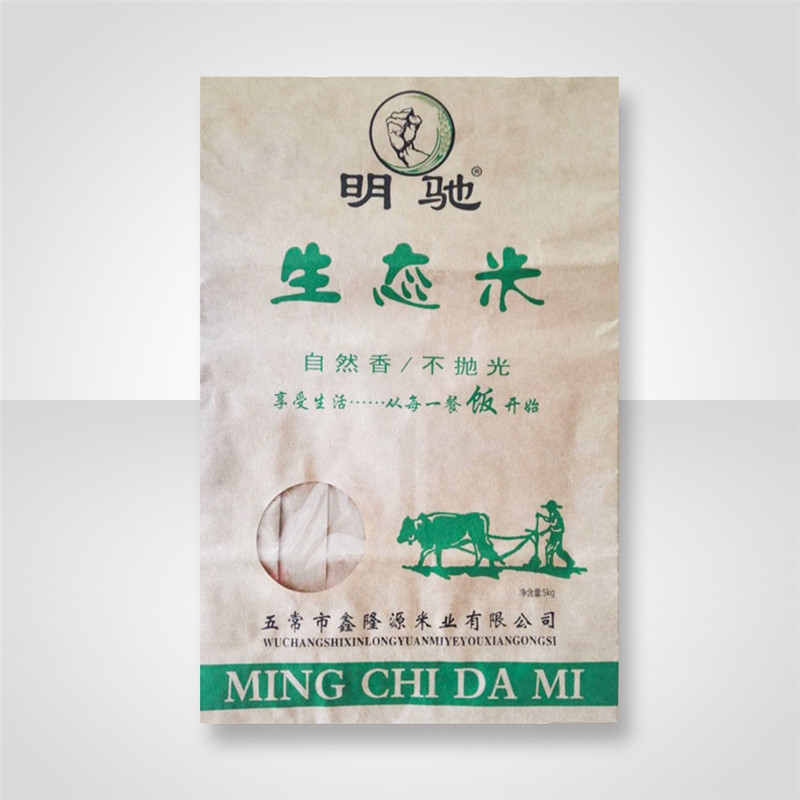 明驰®
生态米
自然香/不抛光
享受生活……从每一餐饭开始
净含量:5kg
五常市鑫隆源米业有限公司
WUCHANGSHIXINLONGYUANMIYEYOUXIANGONGSI
MING CHI DA MI